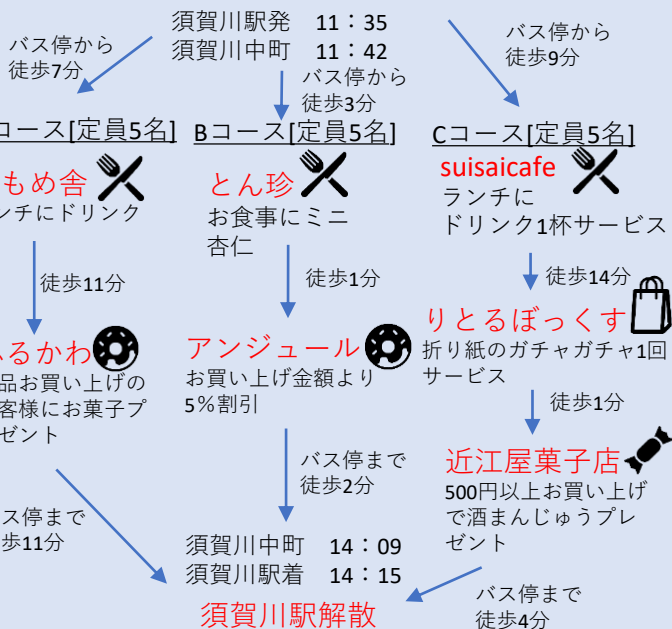 須賀川駅発 11：35
須賀川中町 11：42
バス停から
徒歩7分
バス停から
徒歩3分
バス停から
徒歩9分
コース[定員5名]
もめ舎
ンチにドリンク
徒歩11分
ふるかわ
品お買い上げの
客様にお菓子プ
ゼント
ス停まで
歩11分
Bコース[定員5名]
とん珍
お食事にミニ
杏仁
徒歩1分
アンジュール
お買い上げ金額より
5%割引
バス停まで
徒歩2分
Cコース[定員5名]
suisaicafe
ランチに
ドリンク1杯サービス
徒歩14分
りとるぼっくす
折り紙のガチャガチャ1回
サービス
徒歩1分
近江屋菓子店
500円以上お買い上げ
で酒まんじゅうプレ
ゼント
バス停まで
徒歩4分
須賀川中町 14：09
須賀川駅着 14：15
須賀川駅解散